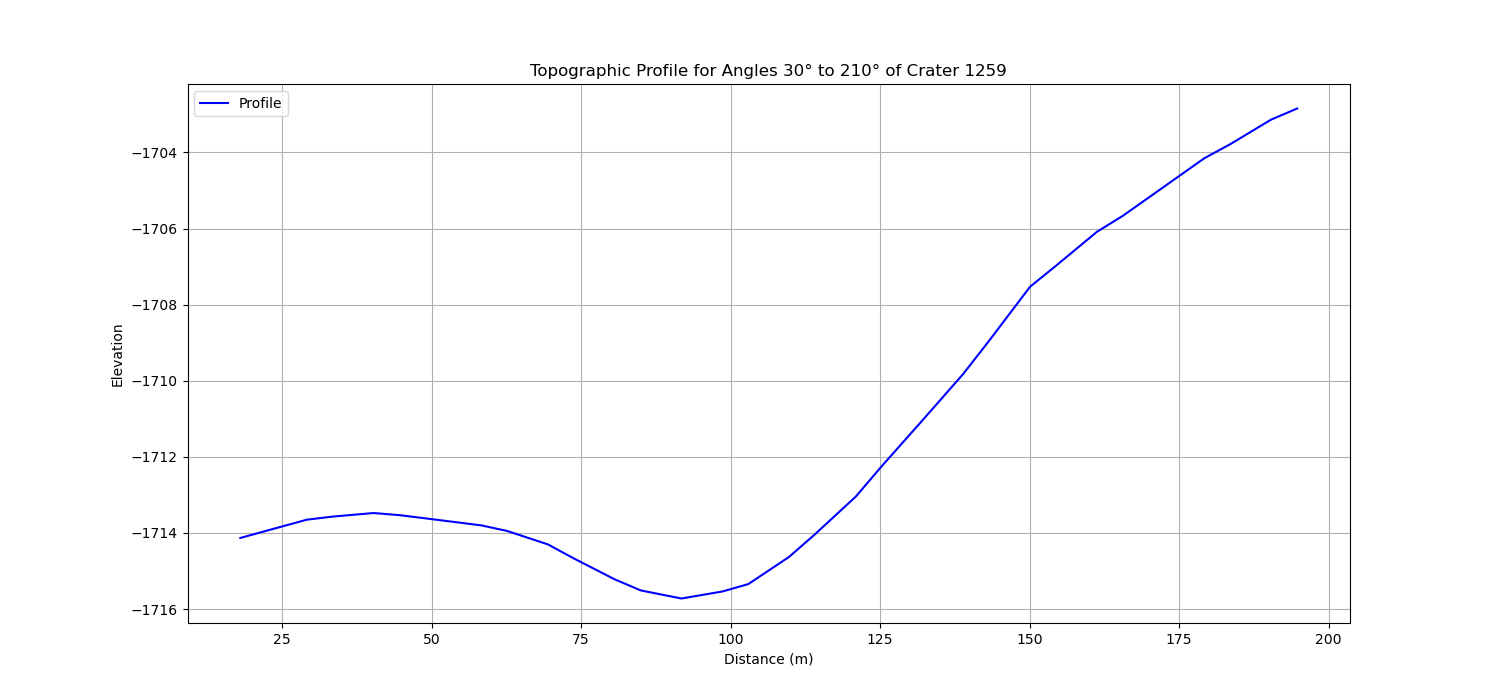 Topographic Profile for Angles 30° to 210° of Crater 1259
Profile
−1704
−1706
−1708
−1710
−1712
−1714
−1716
Elevation
25 50 75 100 125 150 175 200
Distance (m)